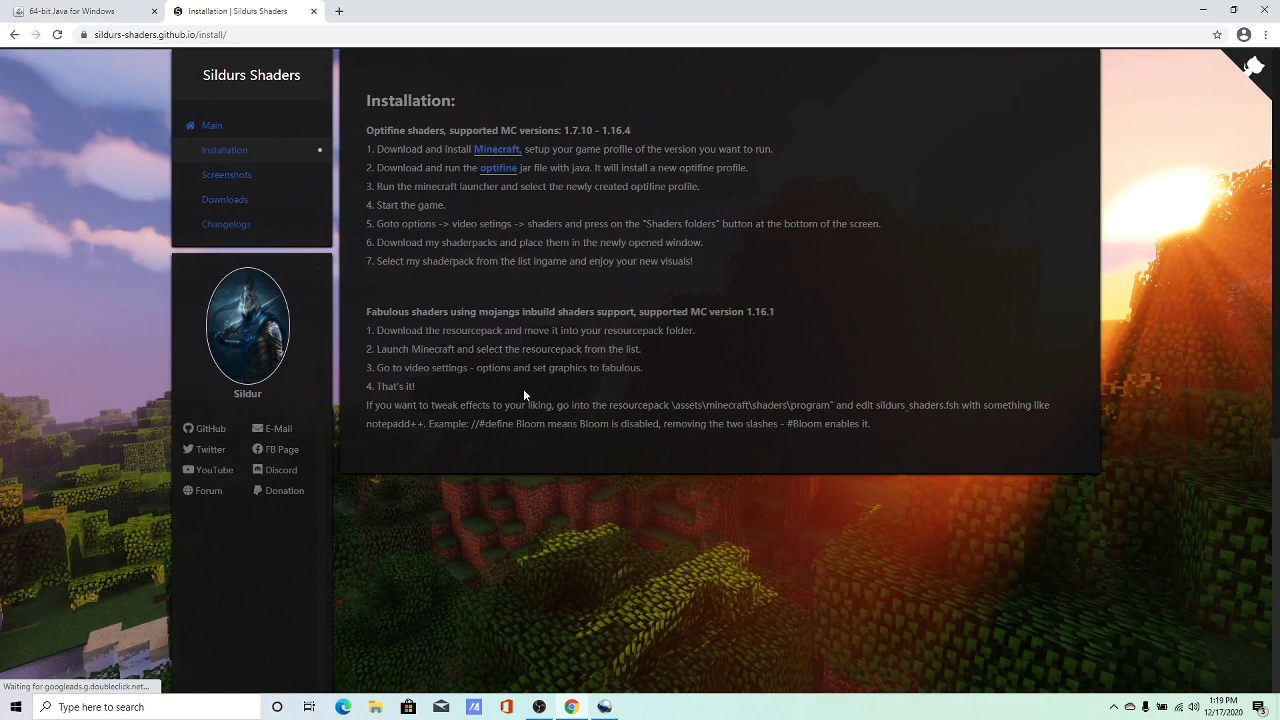 64-bit Java for Windows
Installation | Sildurs Shaders
sildurs-shaders.github.io/install/
Sildurs Shaders
Main
Installation
Screenshots
Downloads
Changelogs
Sildur
GitHub
E-Mail
Twitter
FB Page
YouTube
Discord
Forum
Donation
Installation:
Optifine shaders, supported MC versions: 1.7.10 - 1.16.4
1. Download and install Minecraft, setup your game profile of the version you want to run.
2. Download and run the optifine jar file with java. It will install a new optifine profile.
3. Run the minecraft launcher and select the newly created optifine profile.
4. Start the game.
5. Goto options -> video setings -> shaders and press on the "Shaders folders" button at the bottom of the screen.
6. Download my shaderpacks and place them in the newly opened window.
7. Select my shaderpack from the list ingame and enjoy your new visuals!
Fabulous shaders using mojangs inbuild shaders support, supported MC version 1.16.1
1. Download the resourcepack and move it into your resourcepack folder.
2. Launch Minecraft and select the resourcepack from the list.
3. Go to video settings - options and set graphics to fabulous.
4. That's it!
If you want to tweak effects to your liking, go into the resourcepack \assets\minecraft\shaders\program" and edit sildurs_shaders.fsh with something like
notepadd++. Example: //#define Bloom means Bloom is disabled, removing the two slashes - #Bloom enables it.
Waiting for googleads.g.doubleclick.net...
Type here to search
1:19 PM
12/17/2020
3